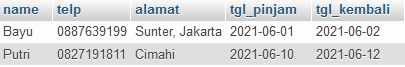 name telp alamat tgl_pinjam tgl_kembali
Bayu 0887639199 Sunter, Jakarta 2021-06-01 2021-06-02
Putri 0827191811 Cimahi 2021-06-10 2021-06-12